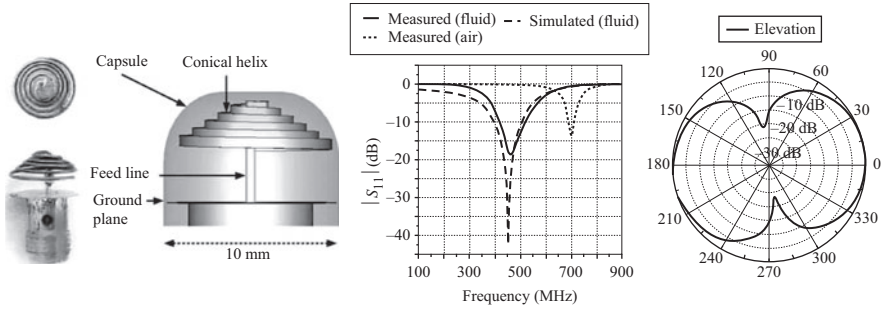 Capsule
Conical helix
Feed line
Ground
plane
10 mm
Measured (fluid)
Simulated (fluid)
Measured (air)
|S11| (dB)
0
−10
−20
−30
−40
100
300
500
700
900
Frequency (MHz)
Elevation
90
120
60
150
30
180
0
210
330
240
300
270
−10 dB
−20 dB
−30 dB